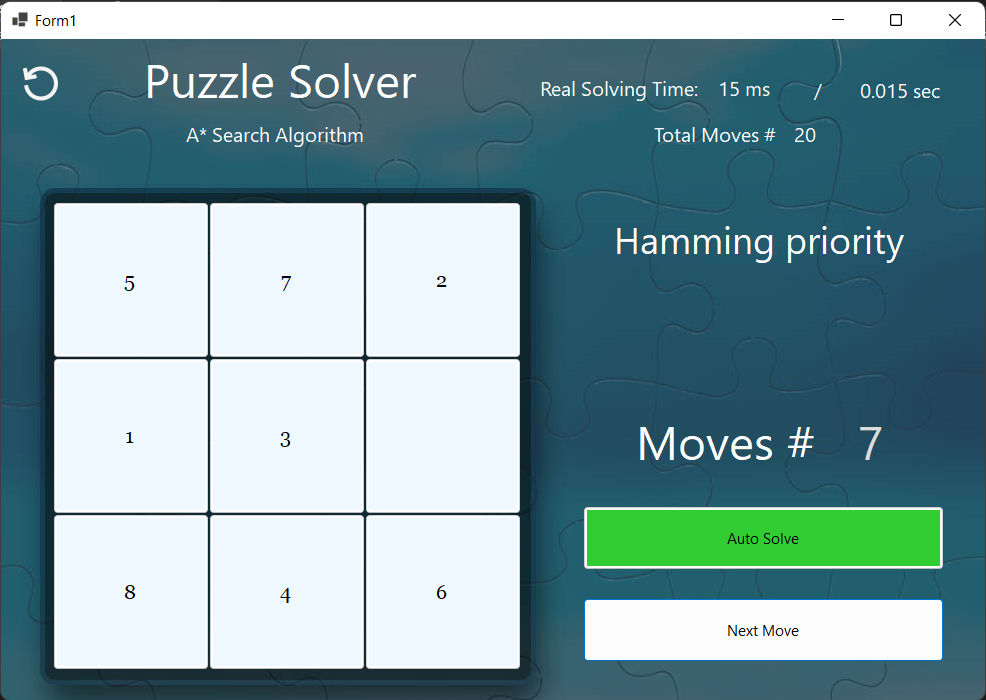 Form1
Puzzle Solver
A* Search Algorithm
Real Solving Time: 15 ms / 0.015 sec
Total Moves # 20
Hamming priority
5 7 2
1 3
8 4 6
Moves # 7
Auto Solve
Next Move